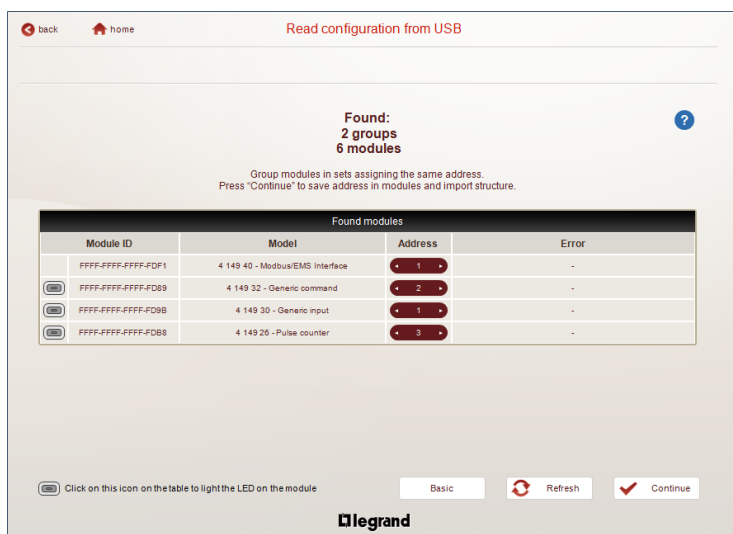 back home Read configuration from USB
?
Found:
2 groups
6 modules
Group modules in sets assigning the same address.
Press "Continue" to save address in modules and import structure.
Found modules
Module ID Model Address Error
FFFF-FFFF-FFFF-FDF1 4 149 40 - Modbus/EMS Interface 1 -
FFFF-FFFF-FFFF-FD89 4 149 32 - Generic command 2 -
FFFF-FFFF-FFFF-FD9B 4 149 30 - Generic input 1 -
FFFF-FFFF-FFFF-FDB8 4 149 26 - Pulse counter 3 -
Click on this icon on the table to light the LED on the module Basic Refresh Continue
legrand